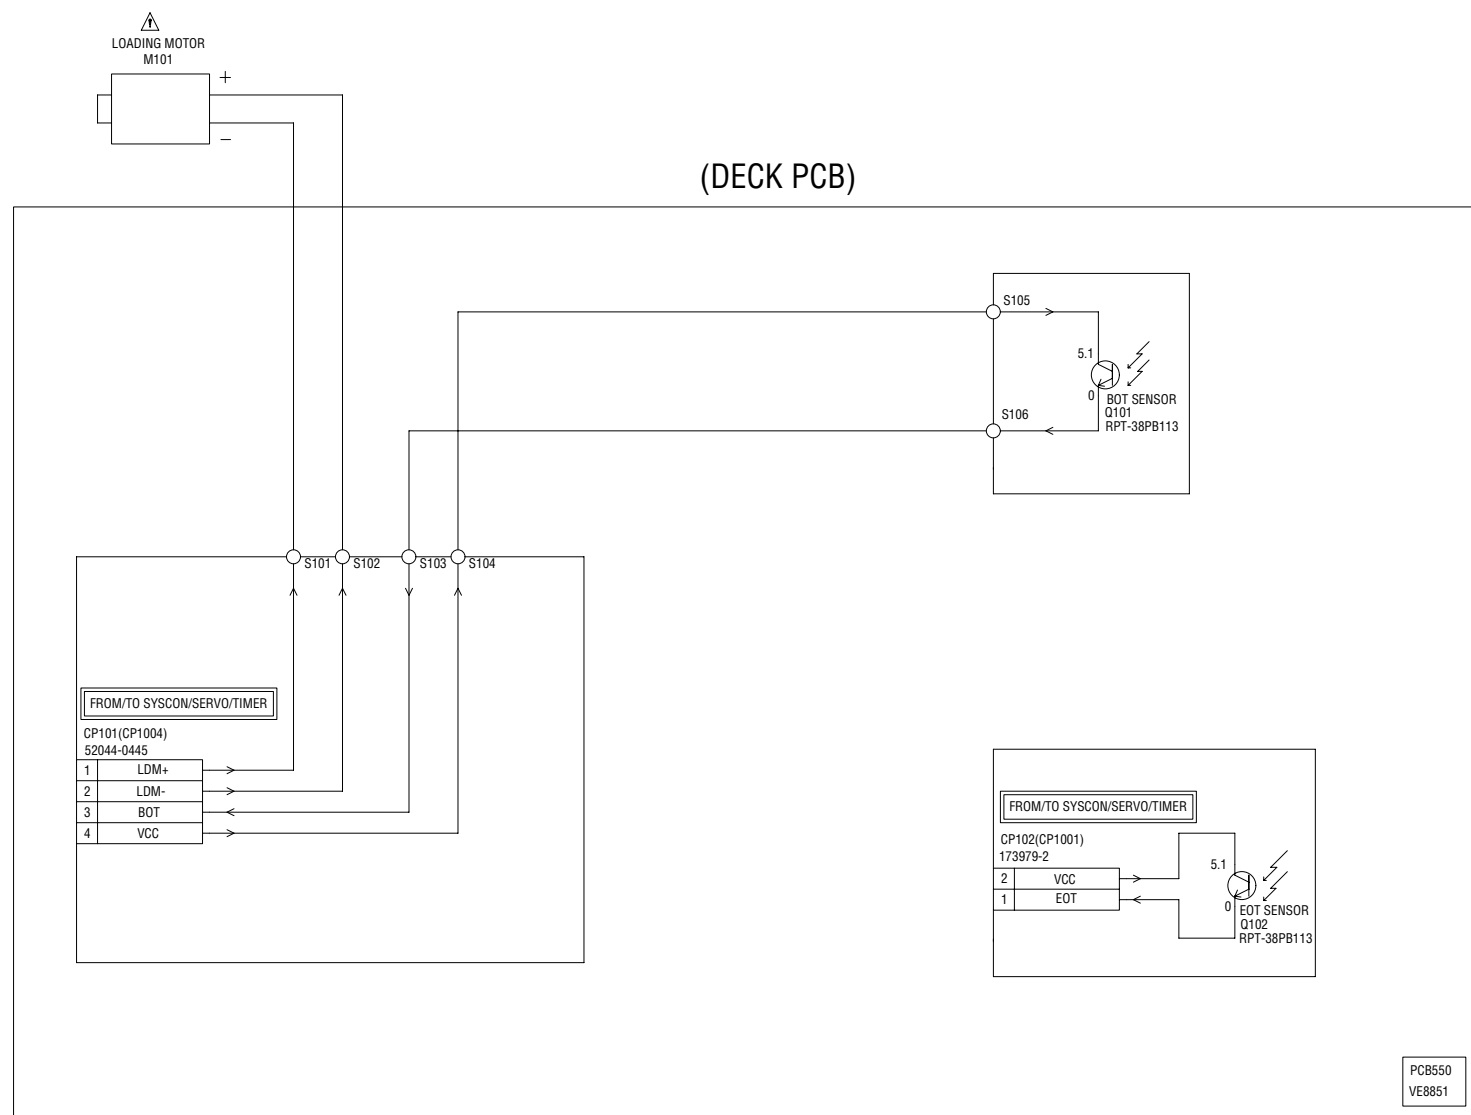 LOADING MOTOR
M101
+
–
(DECK PCB)
S105
5.1
0
BOT SENSOR
Q101
RPT-38PB113
S106
S101
S102
S103
S104
FROM/TO SYSCON/SERVO/TIMER
CP101(CP1004)
52044-0445
1 LDM+
2 LDM-
3 BOT
4 VCC
FROM/TO SYSCON/SERVO/TIMER
CP102(CP1001)
173979-2
2 VCC
1 EOT
5.1
0
EOT SENSOR
Q102
RPT-38PB113
PCB550
VE8851